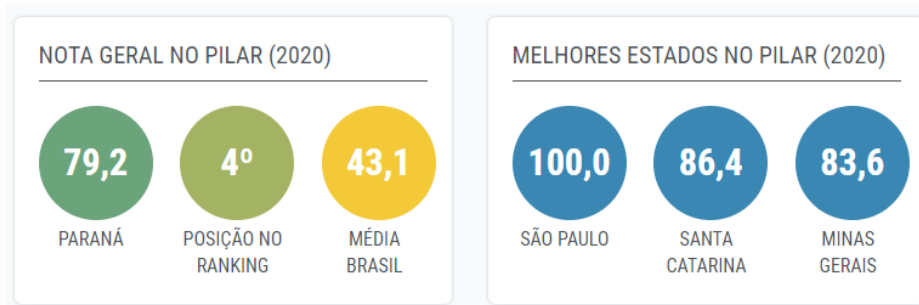 NOTA GERAL NO PILAR (2020)
79,2
4º
43,1
PARANÁ
POSIÇÃO NO
RANKING
MÉDIA
BRASIL
MELHORES ESTADOS NO PILAR (2020)
100,0
86,4
83,6
SÃO PAULO
SANTA
CATARINA
MINAS
GERAIS